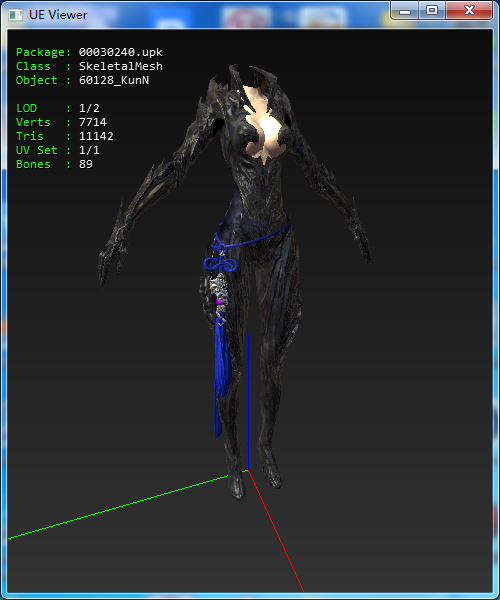 UE Viewer
Package: 00030240.upk
Class : SkeletalMesh
Object : 60128_KunN
LOD : 1/2
Verts : 7714
Tris : 11142
UV Set : 1/1
Bones : 89